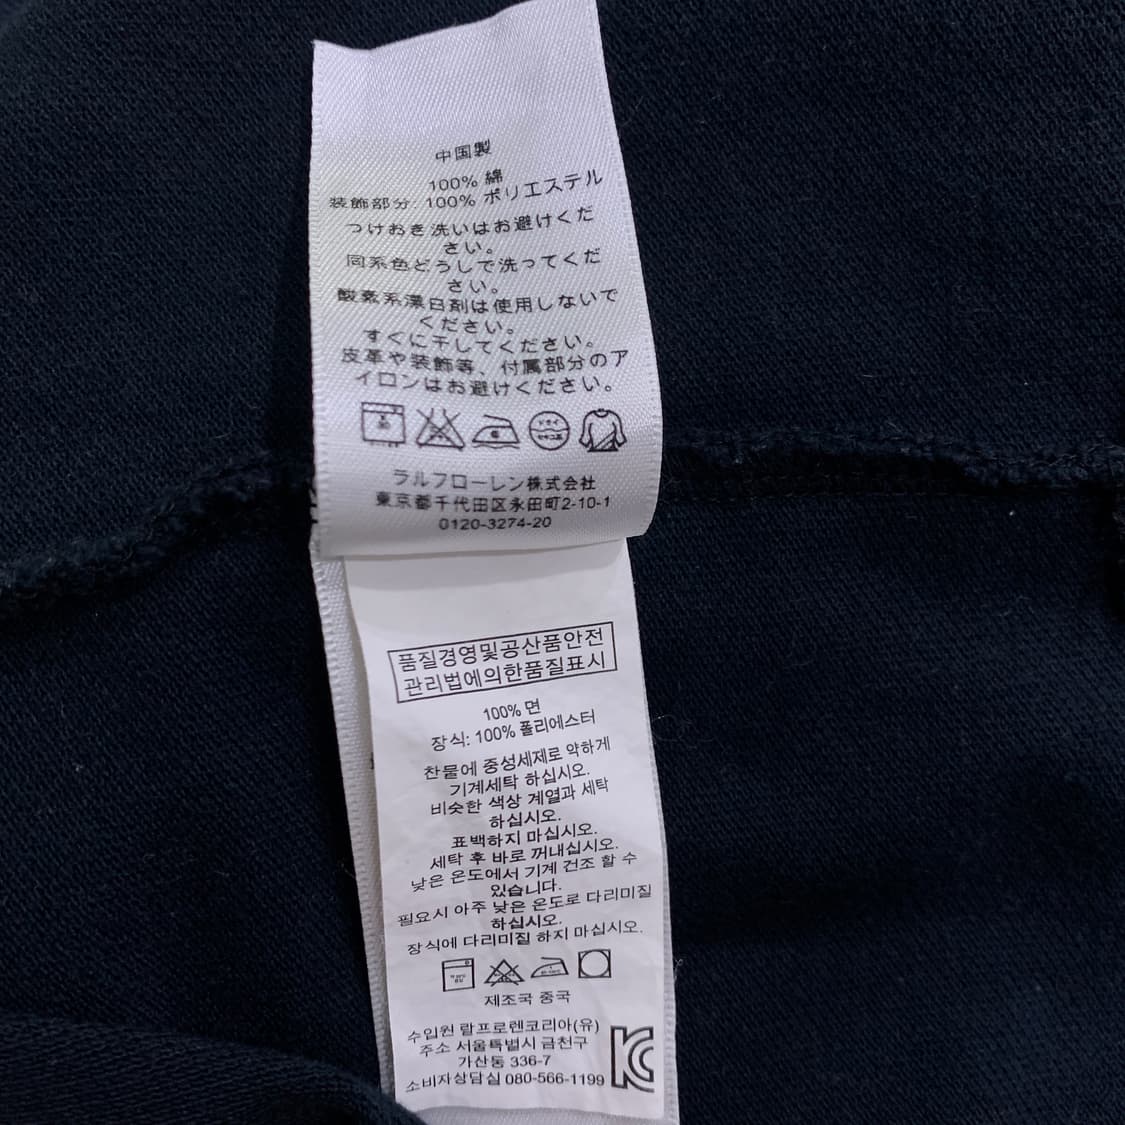 中国製
100% 綿
装飾部分: 100% ポリエステル
つけおき洗いはお避けくだ
さい。
同系色どうしで洗ってくだ
さい。
酸素系漂白剤は使用しないで
ください。
すぐに干してください。
皮革や装飾等、付属部分のア
イロンはお避けください。
ラルフローレン株式会社
東京都千代田区永田町2-10-1
0120-3274-20
품질경영및공산품안전
관리법에의한품질표시
100% 면
장식: 100% 폴리에스터
찬물에 중성세제로 약하게
기계세탁 하십시오.
비슷한 색상 계열과 세탁
하십시오.
표백하지 마십시오.
세탁 후 바로 꺼내십시오.
낮은 온도에서 기계 건조 할 수
있습니다.
필요시 아주 낮은 온도로 다리미질
하십시오.
장식에 다리미질 하지 마십시오.
제조국 중국
수입원 랄프로렌코리아(유)
주소 서울특별시 금천구
가산동 336-7
소비자상담실 080-566-1199